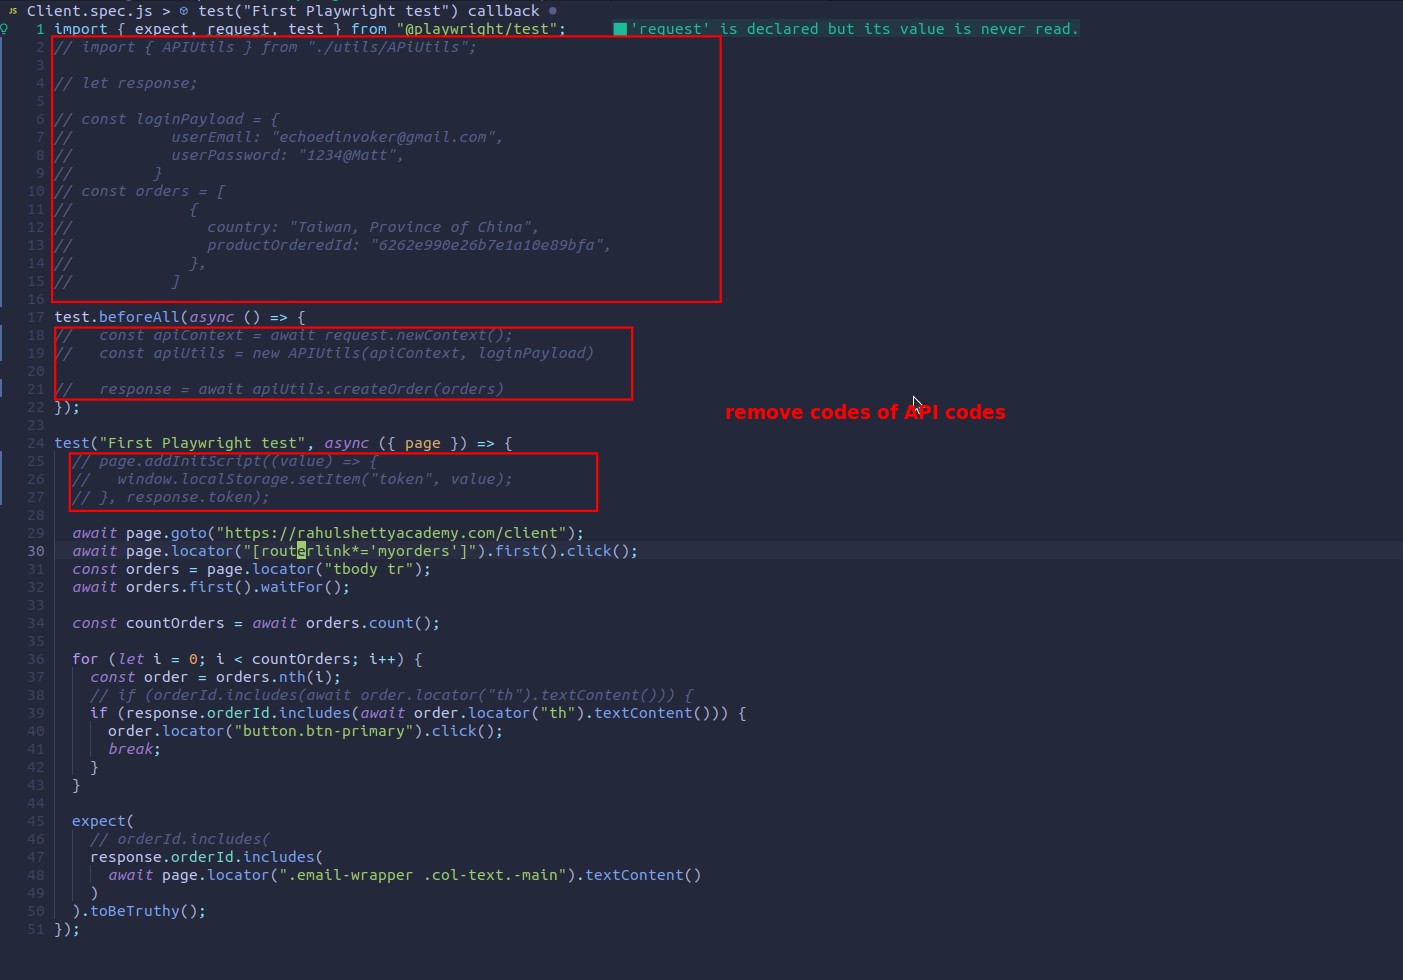 JS Client.spec.js > test("First Playwright test") callback
1 import { expect, request, test } from "@playwright/test"; 'request' is declared but its value is never read.
2 // import { APIUtils } from "./utils/APiUtils";
3
4 // let response;
5
6 // const loginPayload = {
7 //           userEmail: "echoedinvoker@gmail.com",
8 //           userPassword: "1234@Matt",
9 //         }
10 // const orders = [
11 //             {
12 //               country: "Taiwan, Province of China",
13 //               productOrderedId: "6262e990e26b7e1a10e89bfa",
14 //             },
15 //           ]
16
17 test.beforeAll(async () => {
18 //   const apiContext = await request.newContext();
19 //   const apiUtils = new APIUtils(apiContext, loginPayload)
20
21 //   response = await apiUtils.createOrder(orders)
22 });
remove codes of API codes
23
24 test("First Playwright test", async ({ page }) => {
25   // page.addInitScript((value) => {
26   //   window.localStorage.setItem("token", value);
27   // }, response.token);
28
29   await page.goto("https://rahulshettyacademy.com/client");
30   await page.locator("[routerlink*='myorders']").first().click();
31   const orders = page.locator("tbody tr");
32   await orders.first().waitFor();
33
34   const countOrders = await orders.count();
35
36   for (let i = 0; i < countOrders; i++) {
37     const order = orders.nth(i);
38     // if (orderId.includes(await order.locator("th").textContent())) {
39     if (response.orderId.includes(await order.locator("th").textContent())) {
40       order.locator("button.btn-primary").click();
41       break;
42     }
43   }
44
45   expect(
46     // orderId.includes(
47     response.orderId.includes(
48       await page.locator(".email-wrapper .col-text.-main").textContent()
49     )
50   ).toBeTruthy();
51 });